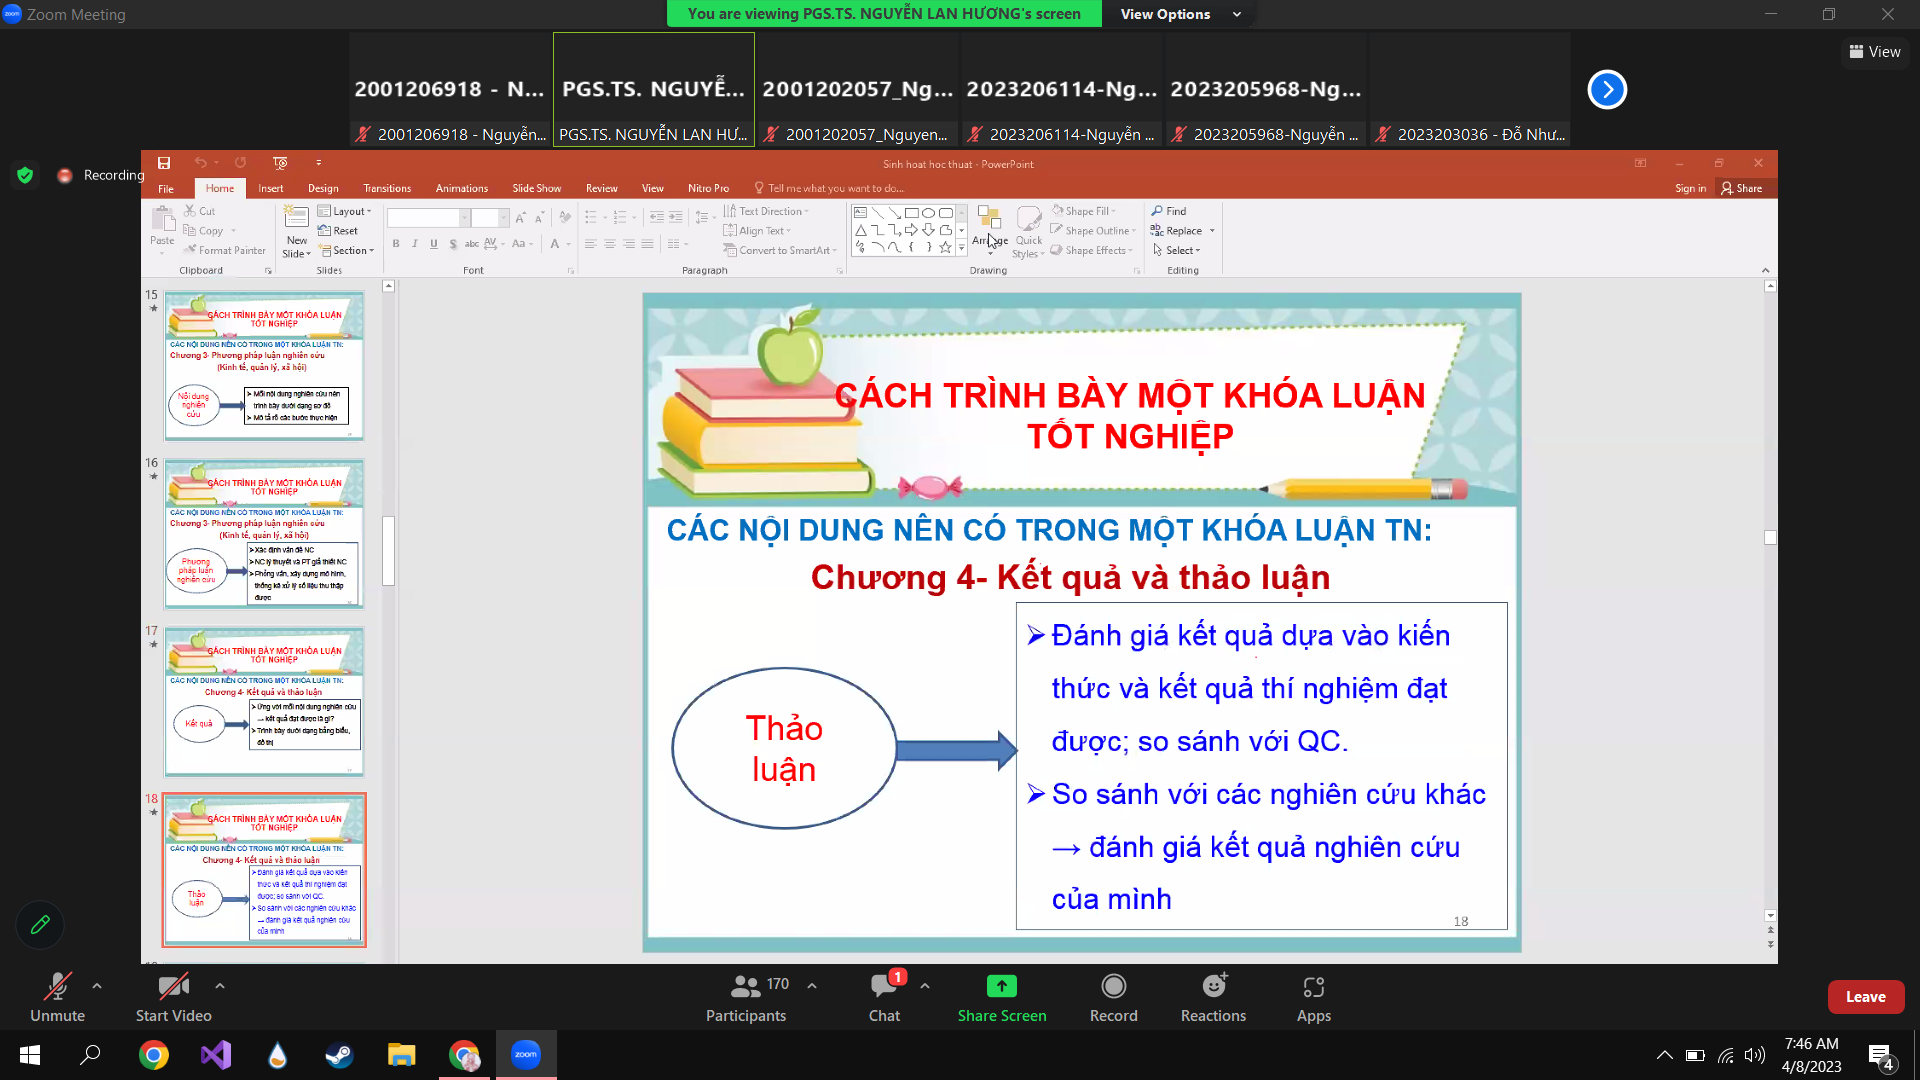 Zoom Meeting
You are viewing PGS.TS. NGUYỄN LAN HƯƠNG's screen
View Options
View
2001206918 - N...
PGS.TS. NGUYỄ...
2001202057_Ng...
2023206114-Ng...
2023205968-Ng...
2001206918 - Nguyễn...
PGS.TS. NGUYỄN LAN HƯ...
2001202057_Nguyen...
2023206114-Nguyễn ...
2023205968-Nguyễn ...
2023203036 - Đỗ Như...
Recording
Sinh hoat hoc thuat - PowerPoint
File Home Insert Design Transitions Animations Slide Show Review View Nitro Pro Tell me what you want to do... Sign in Share
Paste Cut Copy Format Painter Clipboard
New Slide Layout Reset Section Slides
B I U S abc AV Aa A Font
Text Direction Align Text Convert to SmartArt Paragraph
Arrange Quick Styles Shape Fill Shape Outline Shape Effects Drawing
Find Replace Select Editing
15
CÁCH TRÌNH BÀY MỘT KHÓA LUẬN
TỐT NGHIỆP
CÁC NỘI DUNG NÊN CÓ TRONG MỘT KHÓA LUẬN TN:
Chương 3- Phương pháp luận nghiên cứu
(Kinh tế, quản lý, xã hội)
Nội dung
nghiên
cứu
➢ Mỗi nội dung nghiên cứu nên
trình bày dưới dạng sơ đồ
➢ Mô tả rõ các bước thực hiện
16
CÁCH TRÌNH BÀY MỘT KHÓA LUẬN
TỐT NGHIỆP
CÁC NỘI DUNG NÊN CÓ TRONG MỘT KHÓA LUẬN TN:
Chương 3- Phương pháp luận nghiên cứu
(Kinh tế, quản lý, xã hội)
Phương
pháp luận
nghiên cứu
➢ Xác định vấn đề NC
➢ NC lý thuyết và PT giả thiết NC
➢ Phỏng vấn, xây dựng mô hình,
thống kê xử lý số liệu thu thập
được
17
CÁCH TRÌNH BÀY MỘT KHÓA LUẬN
TỐT NGHIỆP
CÁC NỘI DUNG NÊN CÓ TRONG MỘT KHÓA LUẬN TN:
Chương 4- Kết quả và thảo luận
Kết quả
➢ Ứng với mỗi nội dung nghiên cứu
→ kết quả đạt được là gì?
➢ Trình bày dưới dạng bảng biểu,
đồ thị
18
CÁCH TRÌNH BÀY MỘT KHÓA LUẬN
TỐT NGHIỆP
CÁC NỘI DUNG NÊN CÓ TRONG MỘT KHÓA LUẬN TN:
Chương 4- Kết quả và thảo luận
Thảo
luận
➢ Đánh giá kết quả dựa vào kiến
thức và kết quả thí nghiệm đạt
được; so sánh với QC.
➢ So sánh với các nghiên cứu khác
→ đánh giá kết quả nghiên cứu
của mình
CÁCH TRÌNH BÀY MỘT KHÓA LUẬN
TỐT NGHIỆP
CÁC NỘI DUNG NÊN CÓ TRONG MỘT KHÓA LUẬN TN:
Chương 4- Kết quả và thảo luận
Thảo
luận
➢ Đánh giá kết quả dựa vào kiến
thức và kết quả thí nghiệm đạt
được; so sánh với QC.
➢ So sánh với các nghiên cứu khác
→ đánh giá kết quả nghiên cứu
của mình
18
Unmute
Start Video
170
Participants
1
Chat
Share Screen
Record
Reactions
Apps
Leave
zoom
7:46 AM
4/8/2023
4